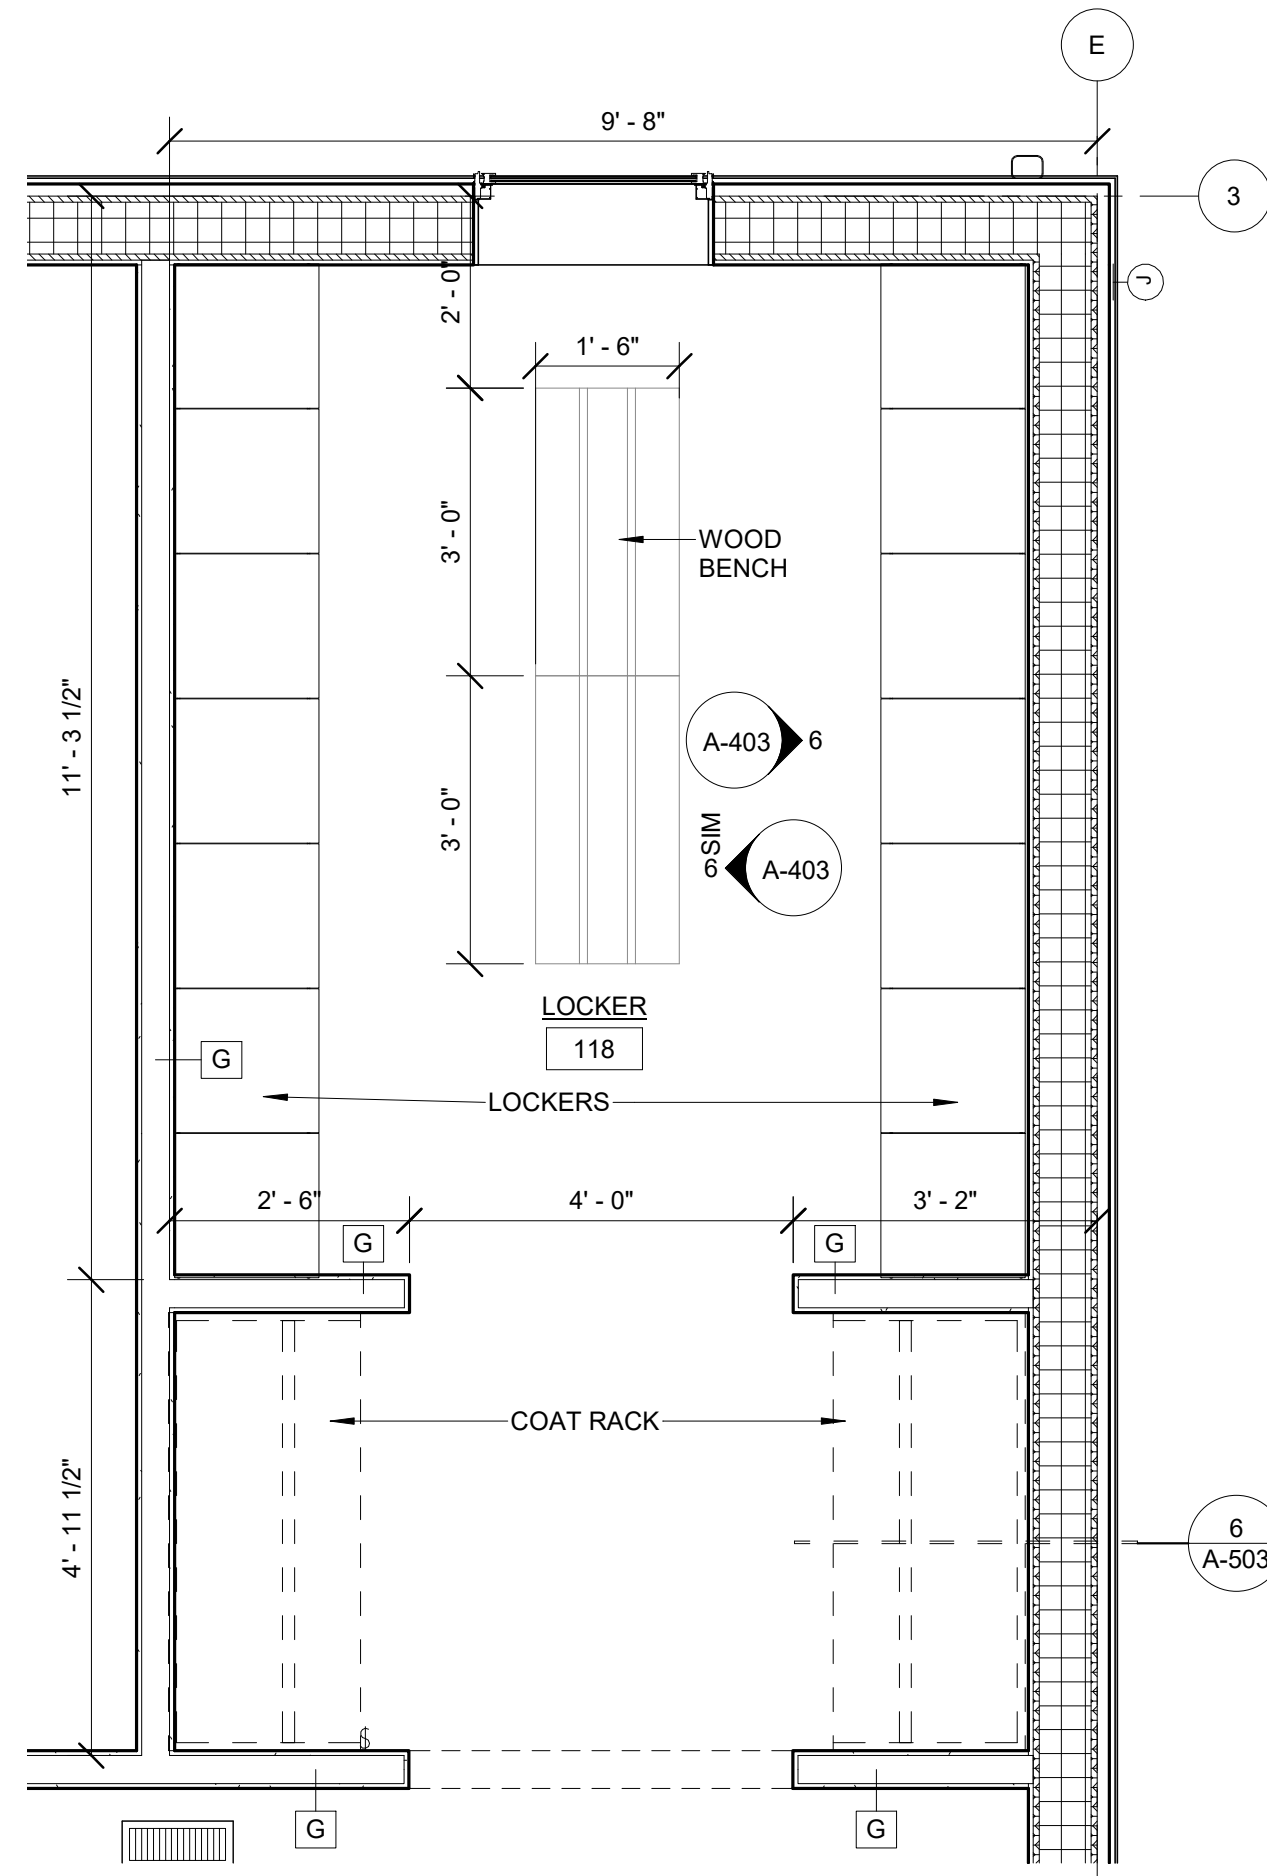 E
9' - 8"
3
J
2' - 0"
1' - 6"
3' - 0"
WOOD
BENCH
11' - 3 1/2"
A-403
6
3' - 0"
SIM
6
A-403
LOCKER
118
G
LOCKERS
2' - 6"
4' - 0"
3' - 2"
G
G
COAT RACK
4' - 11 1/2"
6
A-503
$
G
G